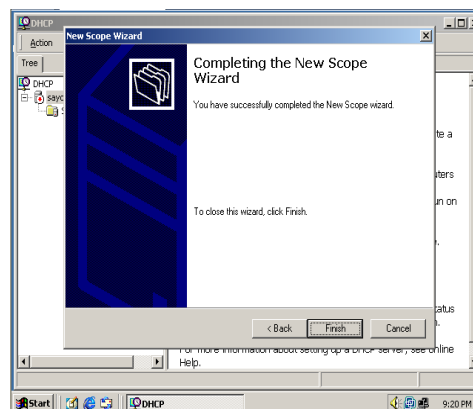 DHCP
Action
New Scope Wizard
Tree
DHCP
Completing the New Scope
Wizard
You have successfully completed the New Scope wizard.
To close this wizard, click Finish.
te a
un on
< Back
Finish
Cancel
For more information about setting up a DHCP server, see online
Help.
Start
DHCP
9:20 PM